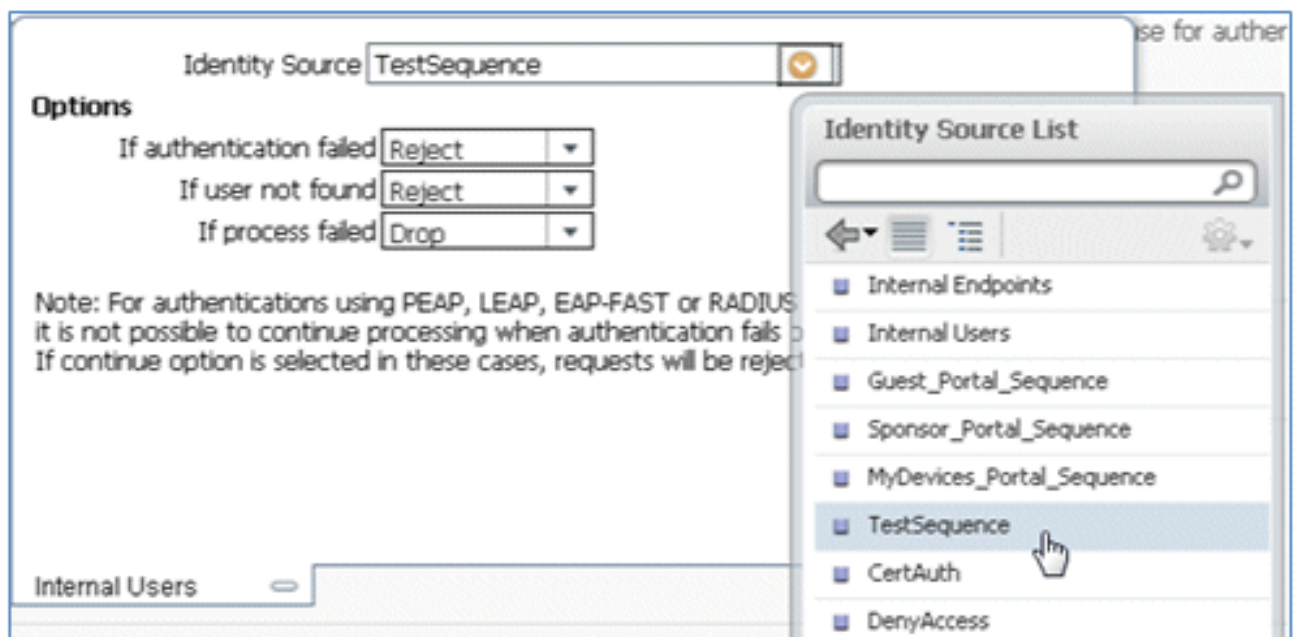 use for auther
Identity Source TestSequence
Options
If authentication failed Reject
If user not found Reject
If process failed Drop
Note: For authentications using PEAP, LEAP, EAP-FAST or RADIUS
it is not possible to continue processing when authentication fails
If continue option is selected in these cases, requests will be reject
Internal Users
Identity Source List
Internal Endpoints
Internal Users
Guest_Portal_Sequence
Sponsor_Portal_Sequence
MyDevices_Portal_Sequence
TestSequence
CertAuth
DenyAccess